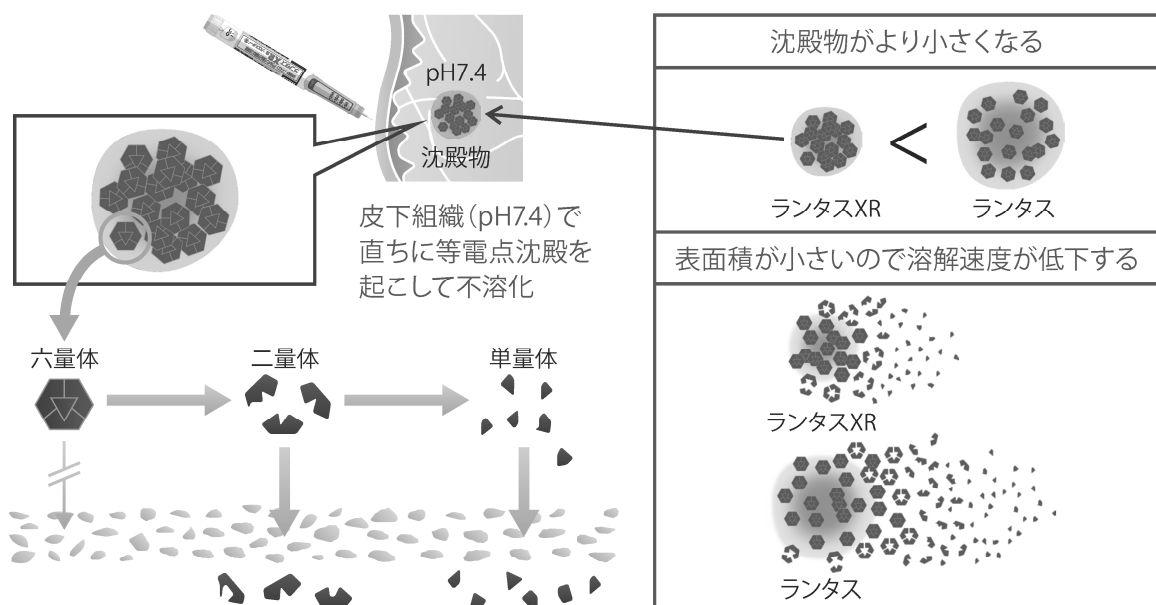 pH7.4
沈殿物
皮下組織（pH7.4）で
直ちに等電点沈殿を
起こして不溶化
六量体
二量体
単量体
沈殿物がより小さくなる
<
ランタスXR
ランタス
表面積が小さいので溶解速度が低下する
ランタスXR
ランタス